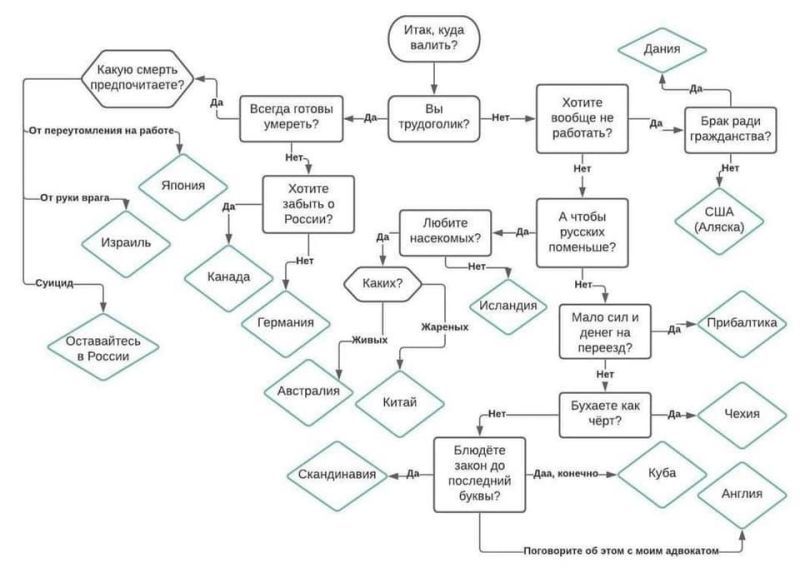 Итак, куда
валить?
Дания
Какую смерть
предпочитаете?
Да
Всегда готовы
умереть?
Да
Вы
трудоголик?
Нет
Хотите
вообще не
работать?
Да
Да
Брак ради
гражданства?
От переутомления на работе
Нет
Нет
Нет
Япония
Хотите
забыть о
России?
Да
От руки врага
Израиль
Любите
насекомых?
Да
А чтобы
русских
поменьше?
США
(Аляска)
Да
Нет
Нет
Канада
Каких?
Нет
Суицид
Исландия
Германия
Мало сил и
денег на
переезд?
Да
Прибалтика
Оставайтесь
в России
Живых
Жареных
Нет
Австралия
Китай
Бухаете как
чёрт?
Нет
Да
Чехия
Скандинавия
Да
Блюдёте
закон до
последний
буквы?
Даа, конечно
Куба
Англия
Поговорите об этом с моим адвокатом